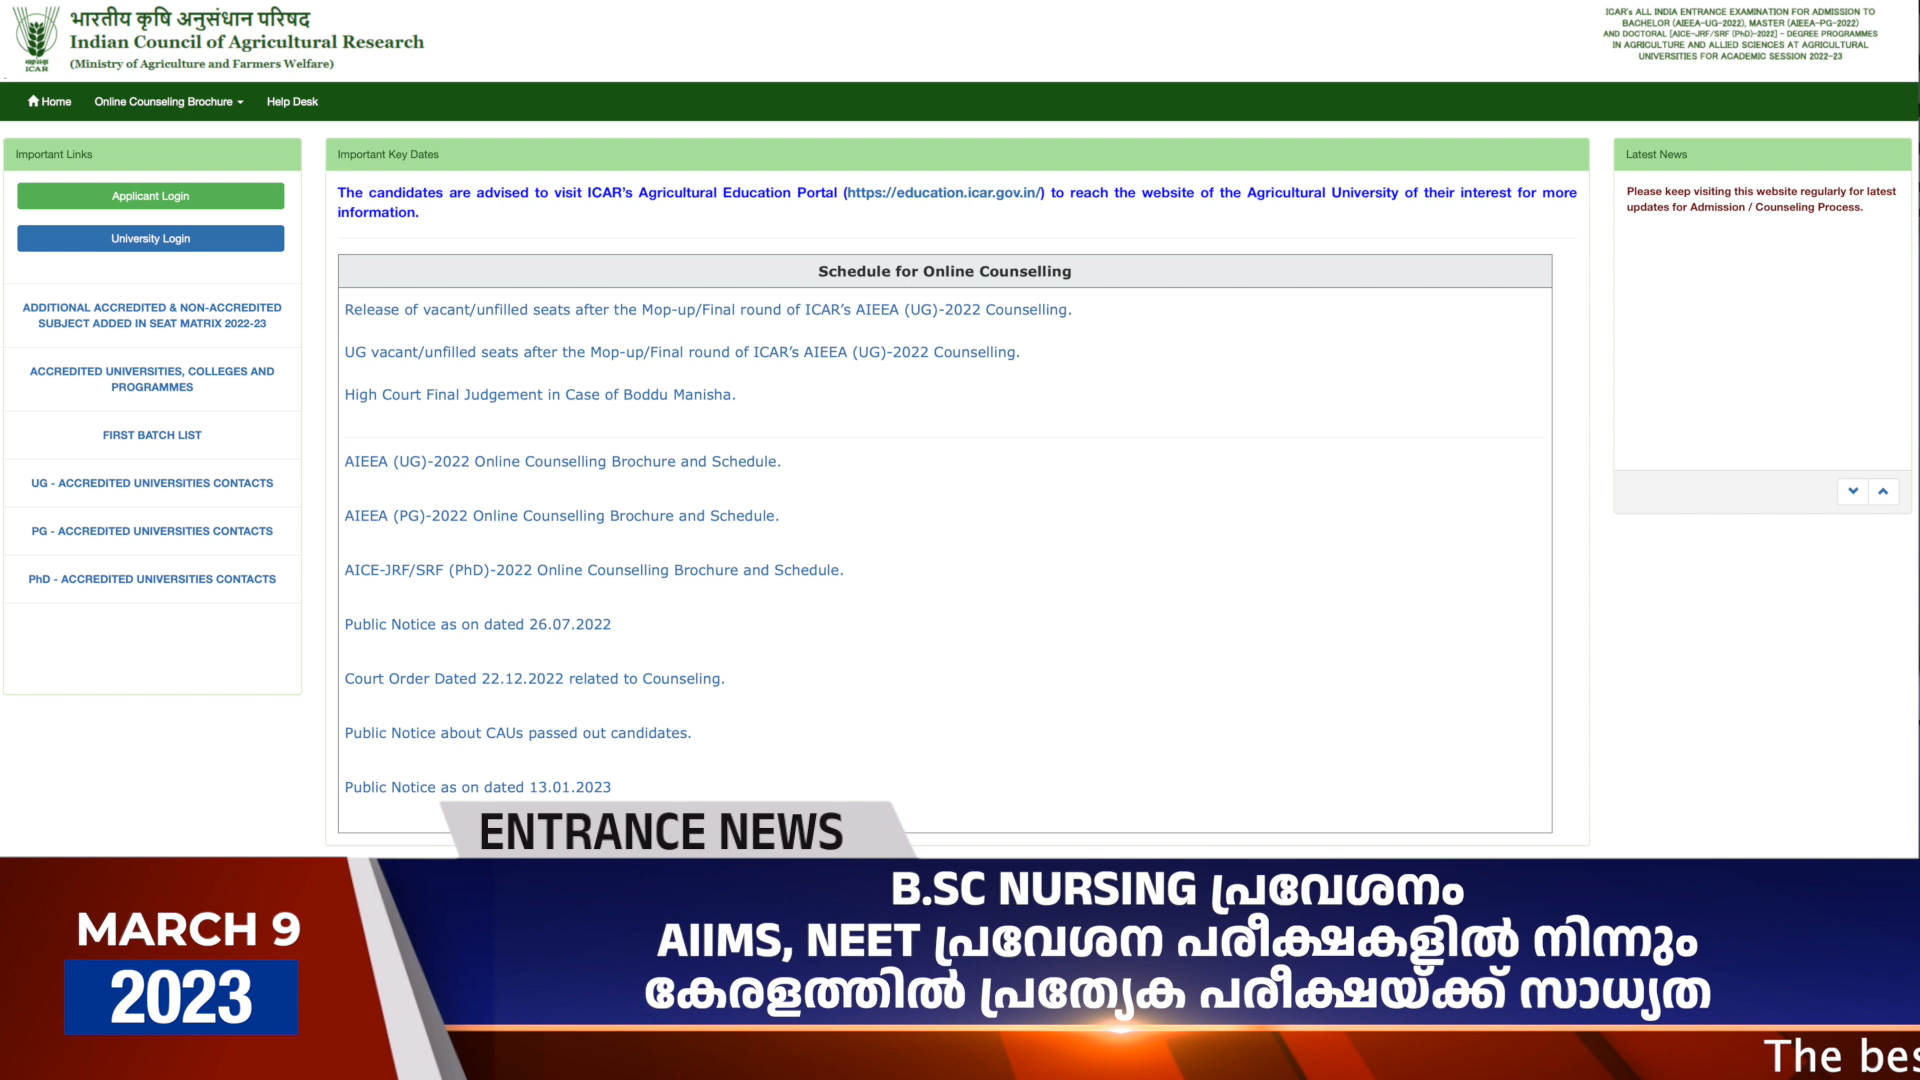 भारतीय कृषि अनुसंधान परिषद
Indian Council of Agricultural Research
(Ministry of Agriculture and Farmers Welfare)
ICAR
ICAR's ALL INDIA ENTRANCE EXAMINATION FOR ADMISSION TO
BACHELOR (AIEEA-UG-2022), MASTER (AIEEA-PG-2022)
AND DOCTORAL [AICE-JRF/SRF (PhD)-2022] - DEGREE PROGRAMMES
IN AGRICULTURE AND ALLIED SCIENCES AT AGRICULTURAL
UNIVERSITIES FOR ACADEMIC SESSION 2022-23
Home
Online Counseling Brochure
Help Desk
Important Links
Applicant Login
University Login
ADDITIONAL ACCREDITED & NON-ACCREDITED
SUBJECT ADDED IN SEAT MATRIX 2022-23
ACCREDITED UNIVERSITIES, COLLEGES AND
PROGRAMMES
FIRST BATCH LIST
UG - ACCREDITED UNIVERSITIES CONTACTS
PG - ACCREDITED UNIVERSITIES CONTACTS
PhD - ACCREDITED UNIVERSITIES CONTACTS
Important Key Dates
The candidates are advised to visit ICAR's Agricultural Education Portal (https://education.icar.gov.in/) to reach the website of the Agricultural University of their interest for more
information.
Schedule for Online Counselling
Release of vacant/unfilled seats after the Mop-up/Final round of ICAR's AIEEA (UG)-2022 Counselling.
UG vacant/unfilled seats after the Mop-up/Final round of ICAR's AIEEA (UG)-2022 Counselling.
High Court Final Judgement in Case of Boddu Manisha.
AIEEA (UG)-2022 Online Counselling Brochure and Schedule.
AIEEA (PG)-2022 Online Counselling Brochure and Schedule.
AICE-JRF/SRF (PhD)-2022 Online Counselling Brochure and Schedule.
Public Notice as on dated 26.07.2022
Court Order Dated 22.12.2022 related to Counseling.
Public Notice about CAUs passed out candidates.
Public Notice as on dated 13.01.2023
Latest News
Please keep visiting this website regularly for latest
updates for Admission / Counseling Process.
ENTRANCE NEWS
MARCH 9
2023
B.SC NURSING പ്രവേശനം
AIIMS, NEET പ്രവേശന പരീക്ഷകളിൽ നിന്നും
കേരളത്തിൽ പ്രത്യേക പരീക്ഷയ്ക്ക് സാധ്യത
The bes